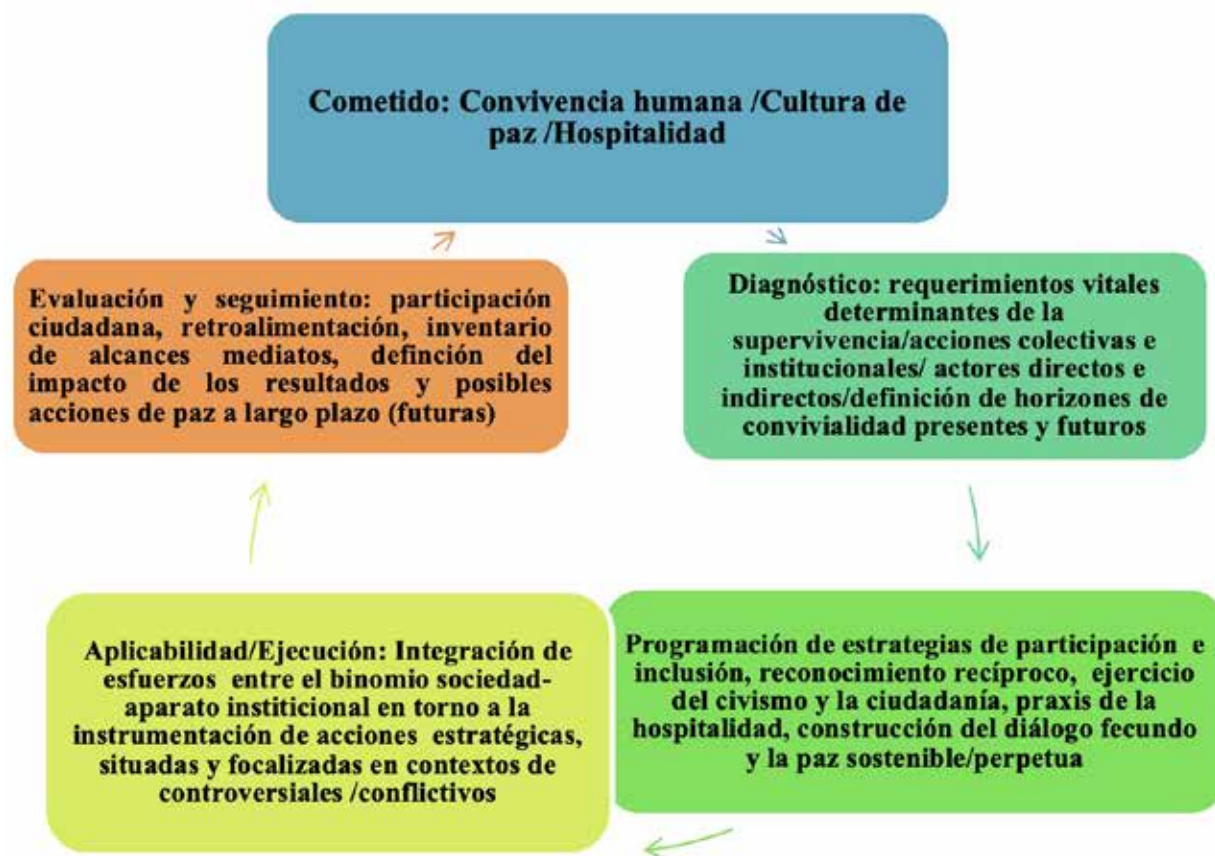 Cometido: Convivencia humana /Cultura de
paz /Hospitalidad
Diagnóstico: requerimientos vitales
determinantes de la
supervivencia/acciones colectivas e
institucionales/ actores directos e
indirectos/definición de horizones de
convivialidad presentes y futuros
Programación de estrategias de participación e
inclusión, reconocimiento recíproco, ejercicio
del civismo y la ciudadanía, praxis de la
hospitalidad, construcción del diálogo fecundo
y la paz sostenible/perpetua
Aplicabilidad/Ejecución: Integración de
esfuerzos entre el binomio sociedad-
aparato institicional en torno a la
instrumentación de acciones estratégicas,
situadas y focalizadas en contextos de
controversiales /conflictivos
Evaluación y seguimiento: participación
ciudadana, retroalimentación, inventario
de alcances mediatos, definción del
impacto de los resultados y posibles
acciones de paz a largo plazo (futuras)